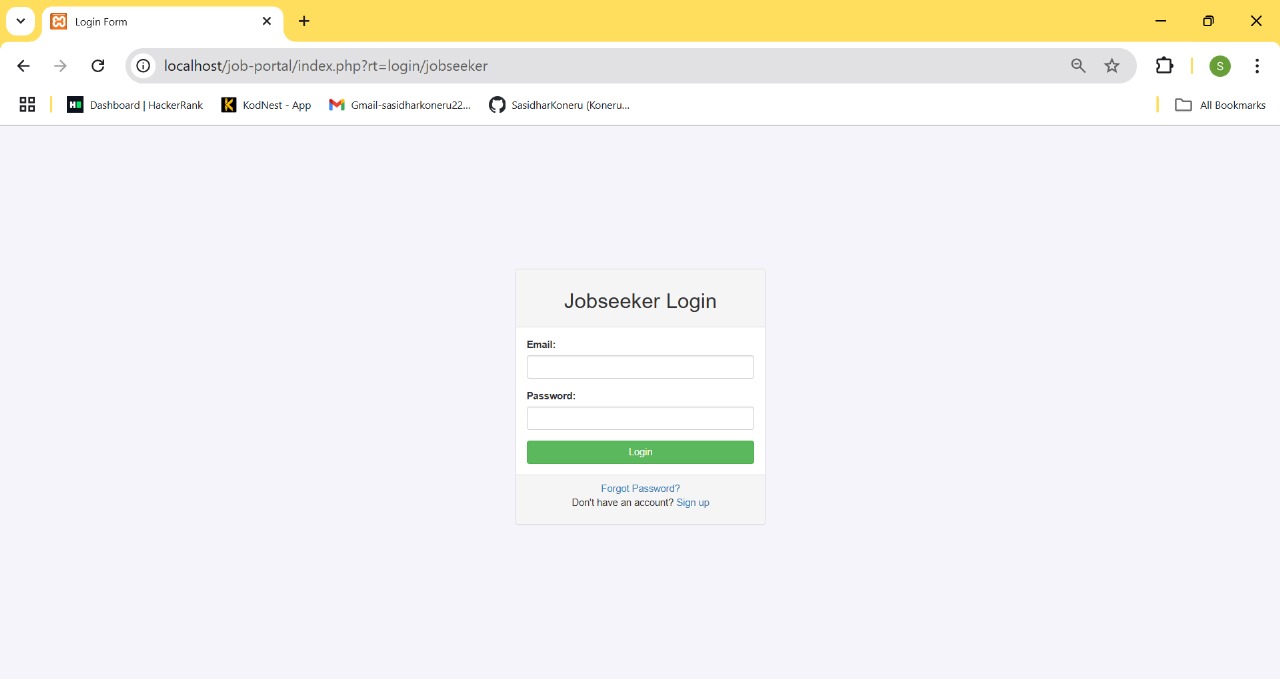 Login Form
localhost/job-portal/index.php?rt=login/jobseeker
S
Dashboard | HackerRank
KodNest - App
Gmail-sasidharkoneru22...
SasidharKoneru (Koneru...
All Bookmarks
Jobseeker Login
Email:
Password:
Login
Forgot Password?
Don't have an account? Sign up